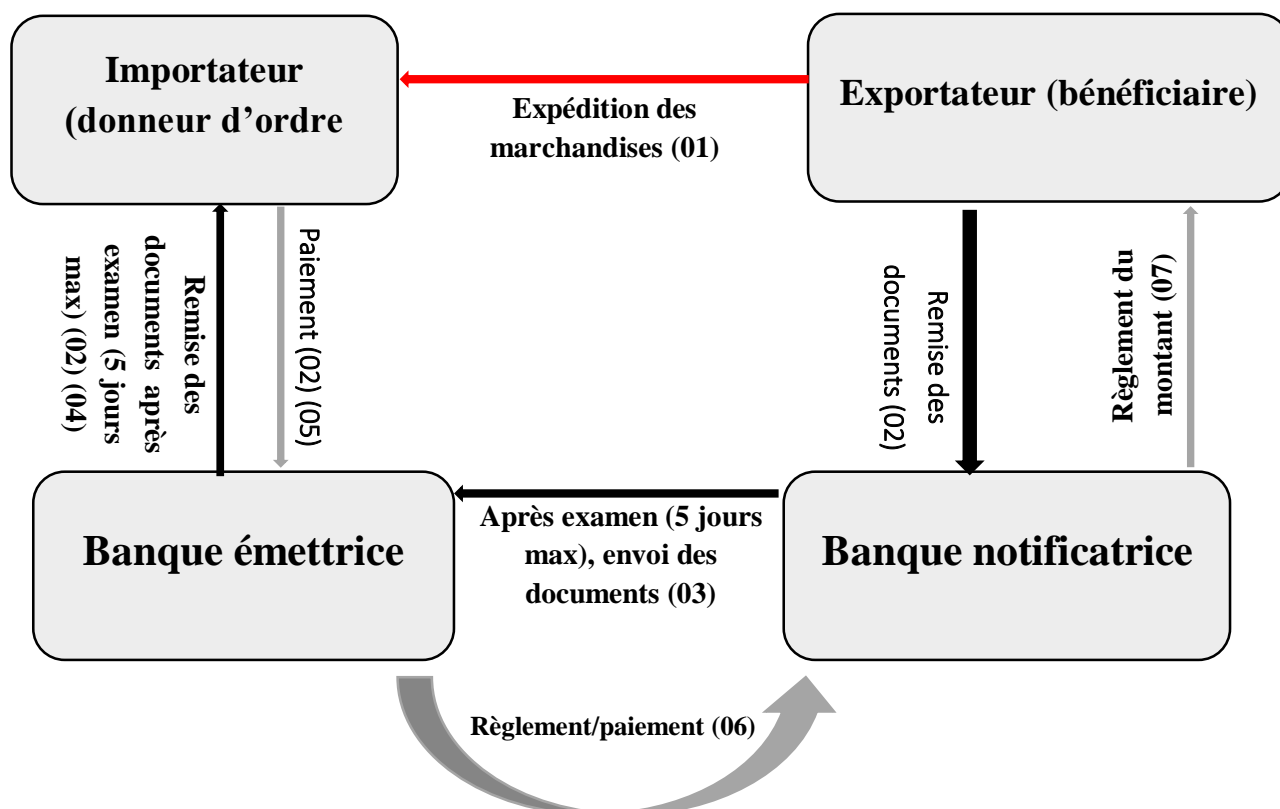 Importateur
(donneur d’ordre
Exportateur (bénéficiaire)
Expédition des
marchandises (01)
Remise des
documents après
examen (5 jours
max) (02) (04)
Paiement (02) (05)
Remise des
documents (02)
Règlement du
montant (07)
Banque émettrice
Après examen (5 jours
max), envoi des
documents (03)
Banque notificatrice
Règlement/paiement (06)